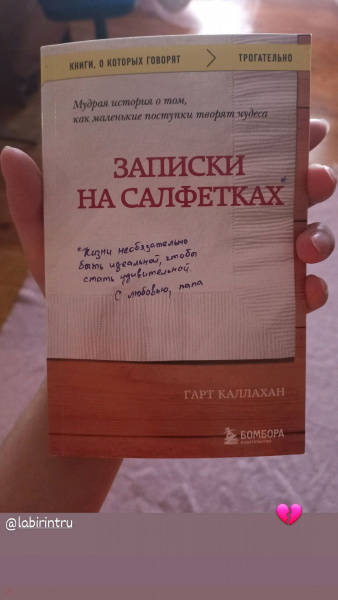 КНИГИ, О КОТОРЫХ ГОВОРЯТ > ТРОГАТЕЛЬНО
Мудрая история о том,
как маленькие поступки творят чудеса
ЗАПИСКИ
НА САЛФЕТКАХ
"Жизни необязательно
быть идеальной, чтобы
стать удивительной.
С любовью, папа
ГАРТ КАЛЛАХАН
БОМБОРА
ИЗДАТЕЛЬСТВО
@labirintru